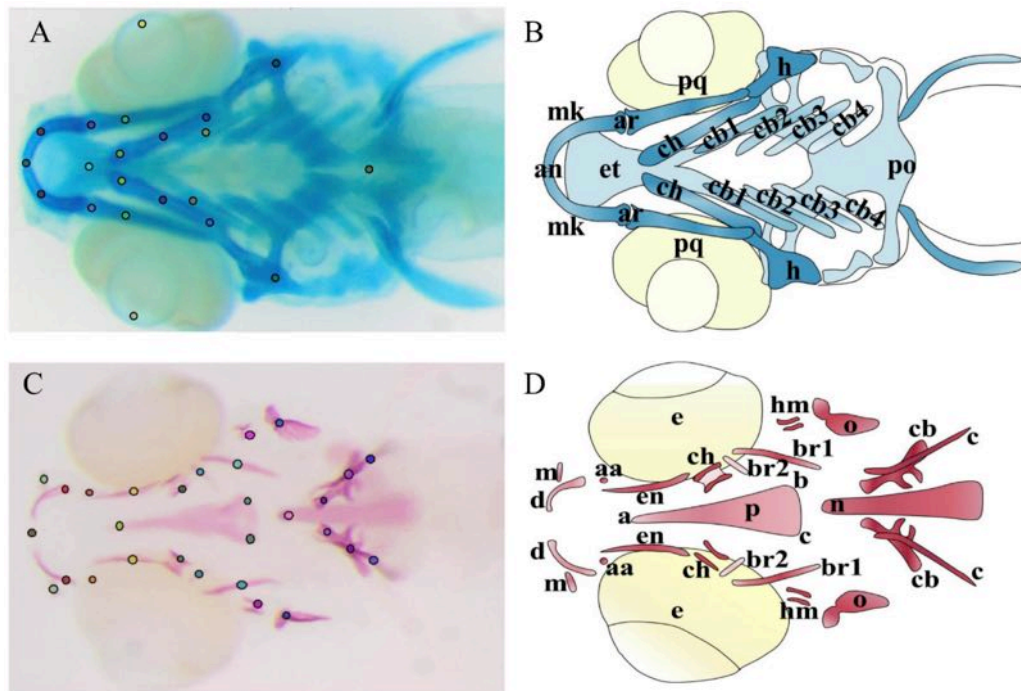 A
B
pq
h
mk
ar
ch
cb1
cb2
cb3
cb4
an
et
po
ch
cb1
cb2
cb3
cb4
mk
ar
pq
h
C
D
e
hm
o
cb
c
m
aa
ch
br1
br2
d
en
b
a
p
n
en
c
d
aa
ch
br2
br1
m
cb
c
e
hm
o